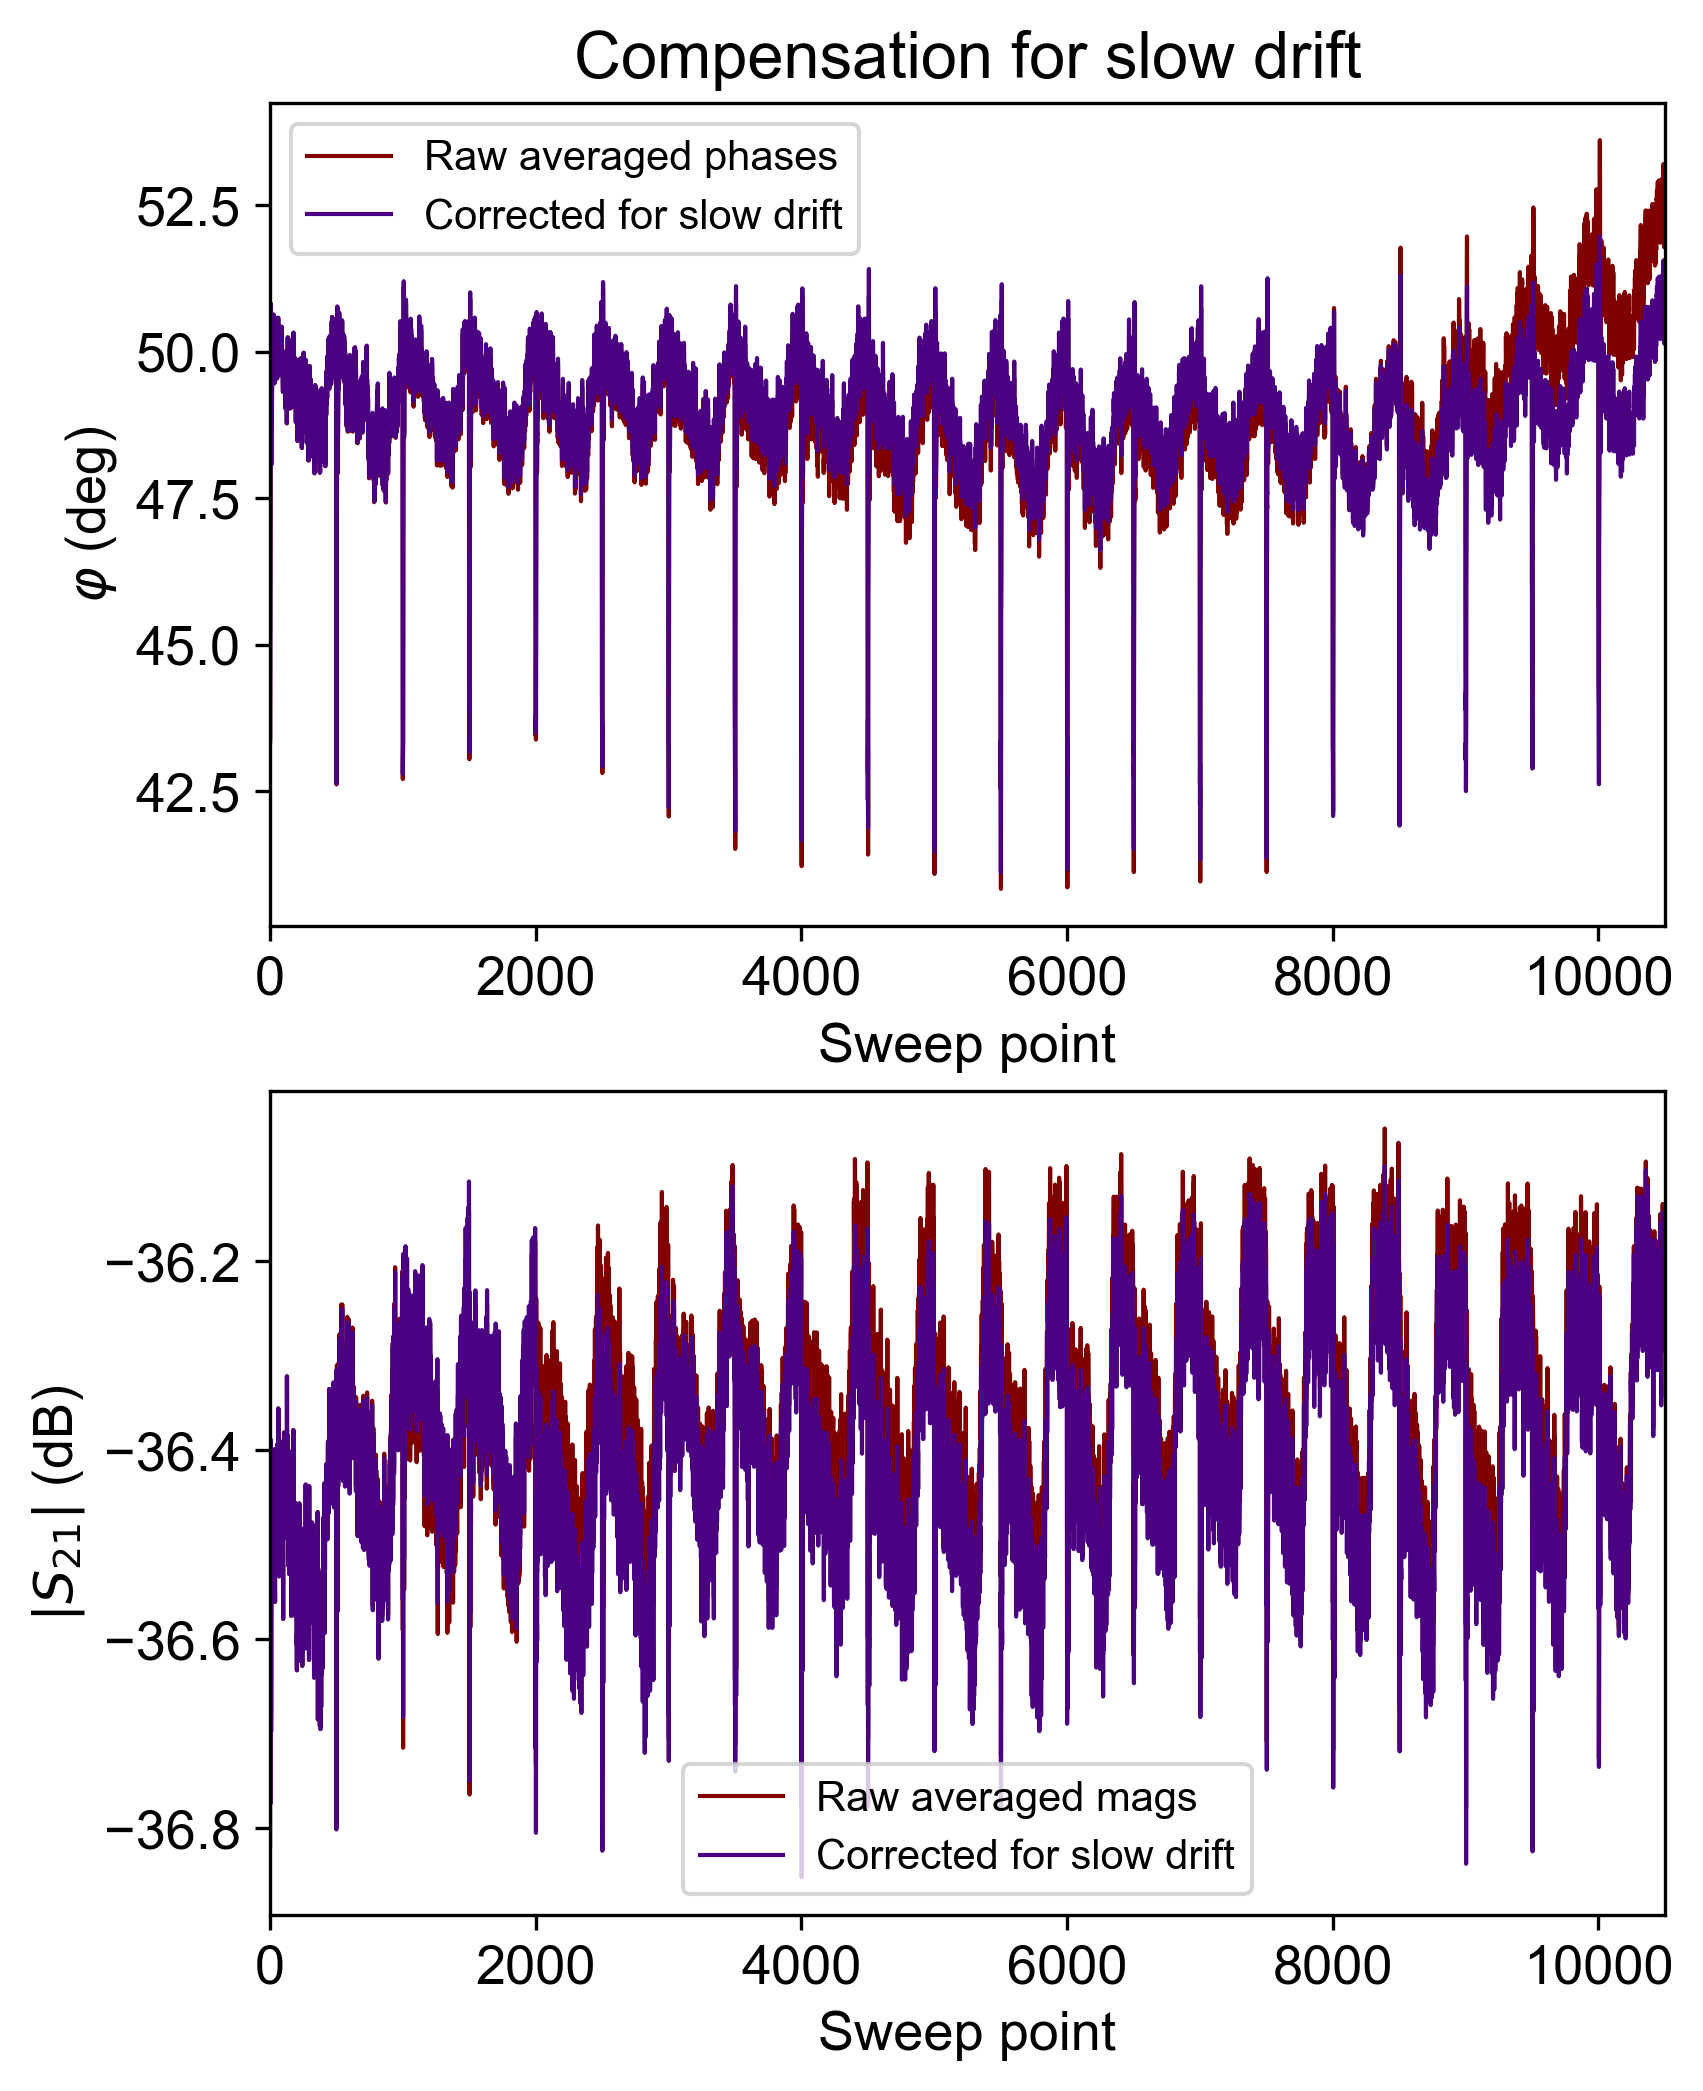 Compensation for slow drift
Raw averaged phases
Corrected for slow drift
52.5
50.0
47.5
45.0
42.5
φ (deg)
0 2000 4000 6000 8000 10000
Sweep point
−36.2
−36.4
−36.6
−36.8
|S₂₁| (dB)
Raw averaged mags
Corrected for slow drift
0 2000 4000 6000 8000 10000
Sweep point